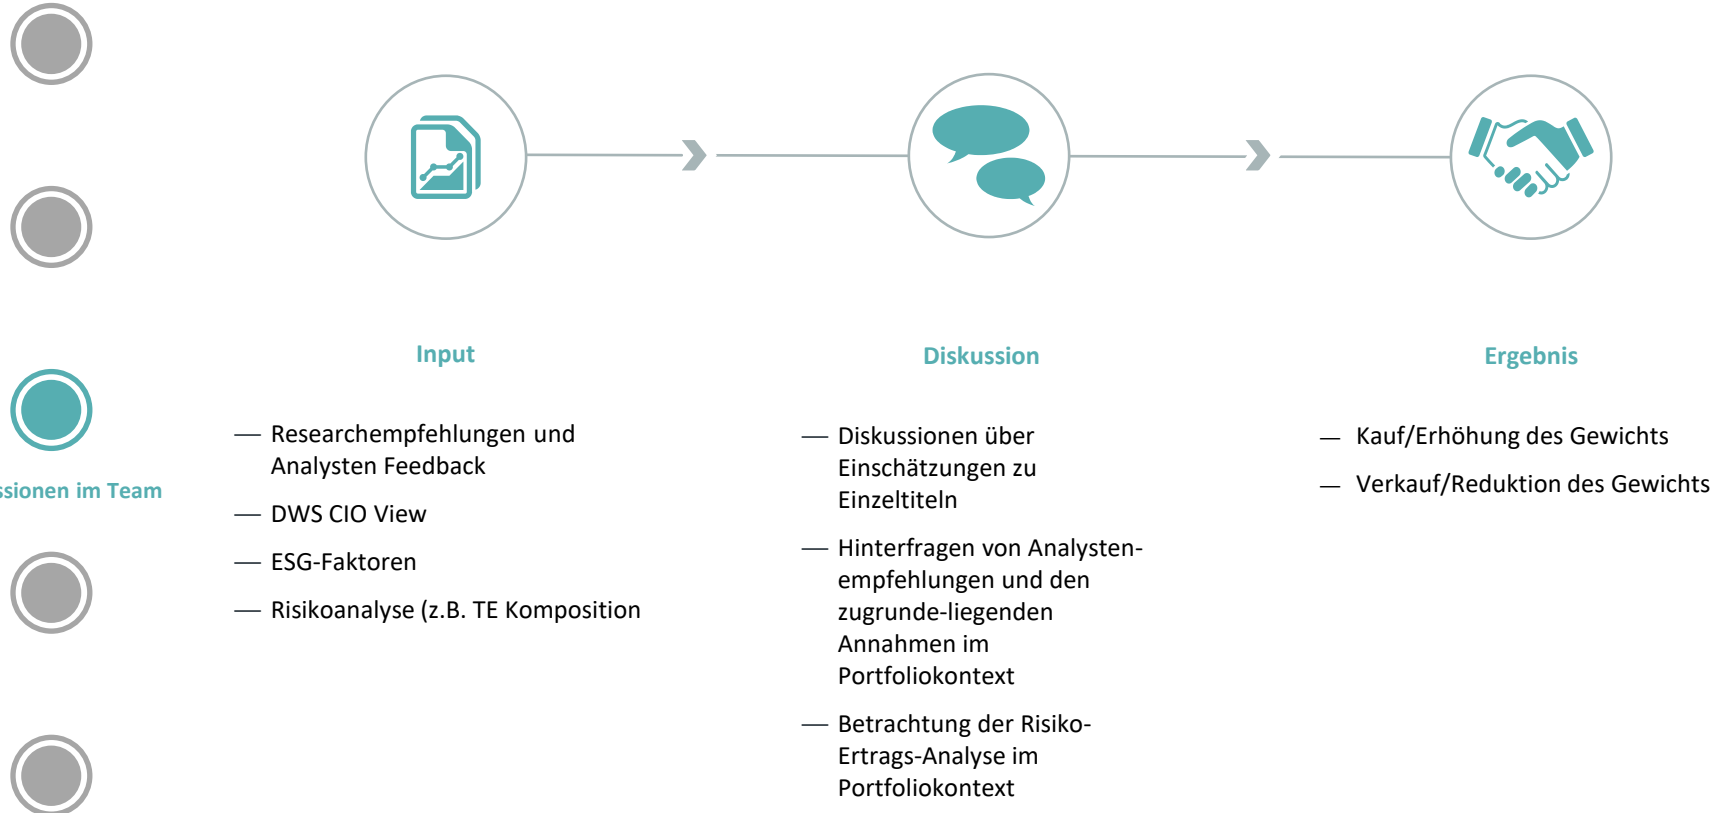 Input
— Researchempfehlungen und
Analysten Feedback
— DWS CIO View
— ESG-Faktoren
— Risikoanalyse (z.B. TE Komposition
Diskussion
— Diskussionen über
Einschätzungen zu
Einzeltiteln
— Hinterfragen von Analysten-
empfehlungen und den
zugrunde-liegenden
Annahmen im
Portfoliokontext
— Betrachtung der Risiko-
Ertrags-Analyse im
Portfoliokontext
Ergebnis
— Kauf/Erhöhung des Gewichts
— Verkauf/Reduktion des Gewichts
im Team